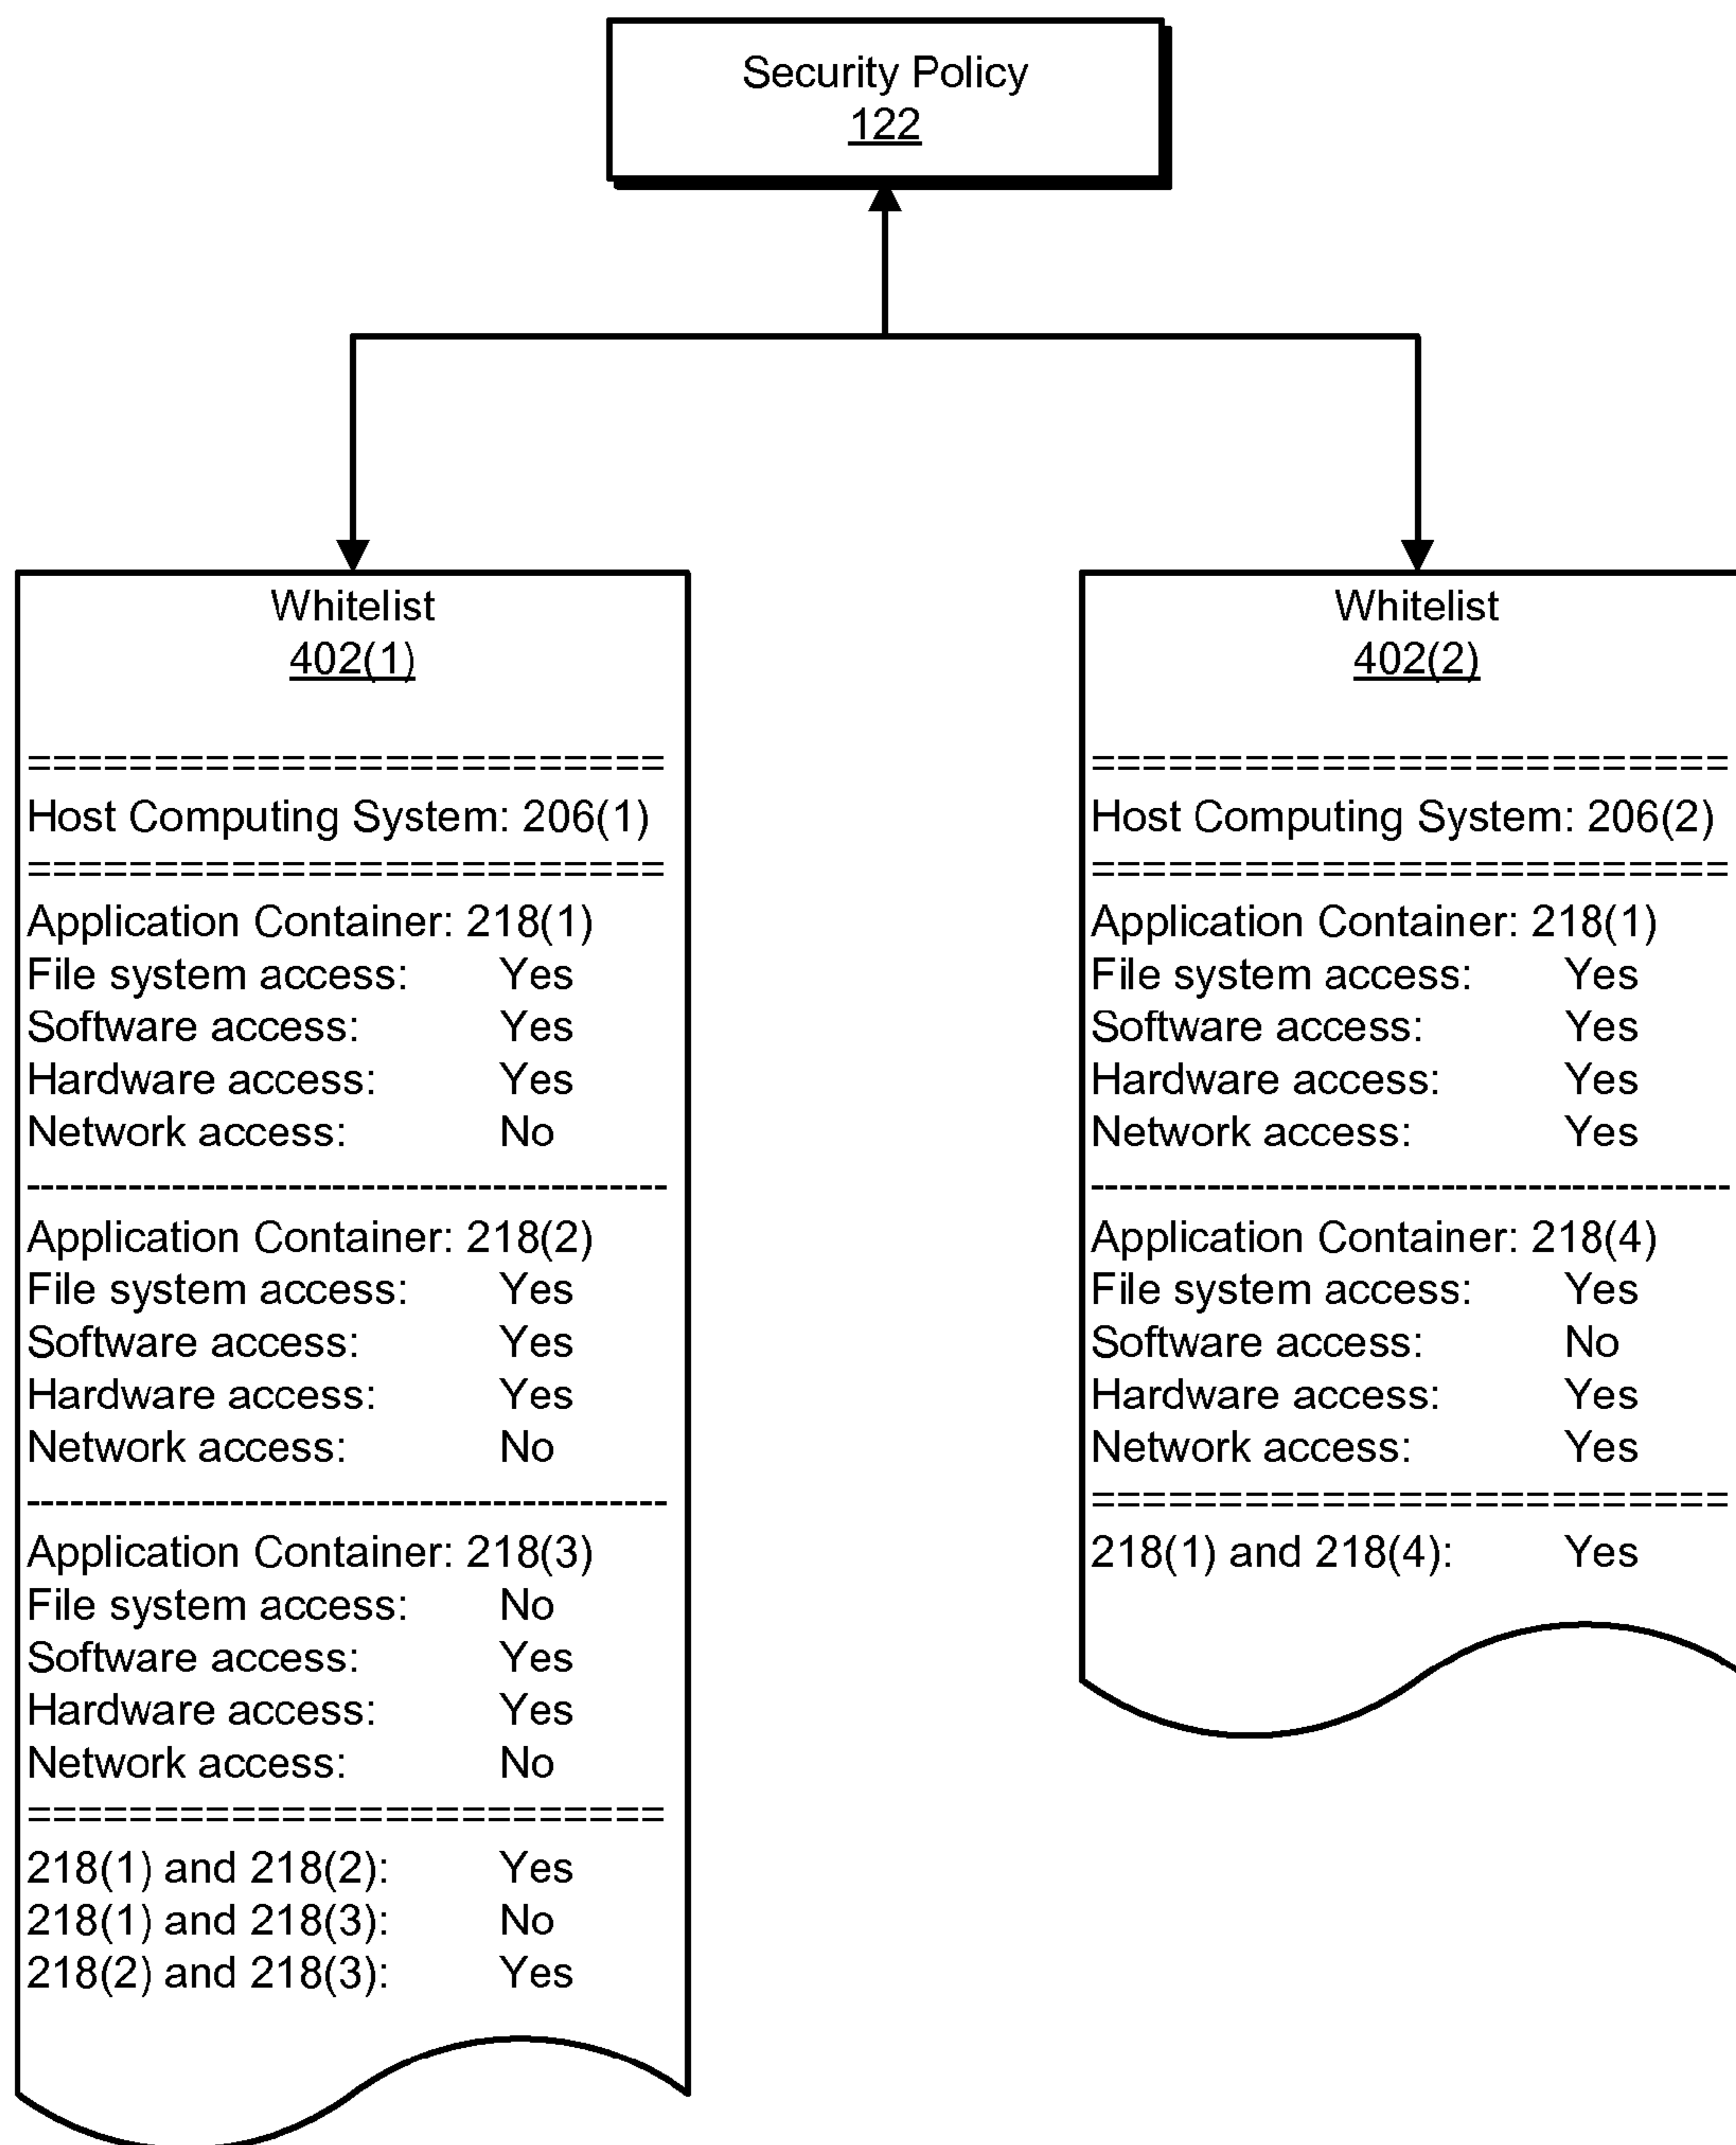 Security Policy
122
Whitelist
402(1)
=========================
Host Computing System: 206(1)
=========================
Application Container: 218(1)
File system access: Yes
Software access: Yes
Hardware access: Yes
Network access: No
--------------------------------------------
Application Container: 218(2)
File system access: Yes
Software access: Yes
Hardware access: Yes
Network access: No
--------------------------------------------
Application Container: 218(3)
File system access: No
Software access: Yes
Hardware access: Yes
Network access: No
=========================
218(1) and 218(2): Yes
218(1) and 218(3): No
218(2) and 218(3): Yes
Whitelist
402(2)
=========================
Host Computing System: 206(2)
=========================
Application Container: 218(1)
File system access: Yes
Software access: Yes
Hardware access: Yes
Network access: Yes
--------------------------------------------
Application Container: 218(4)
File system access: Yes
Software access: No
Hardware access: Yes
Network access: Yes
=========================
218(1) and 218(4): Yes